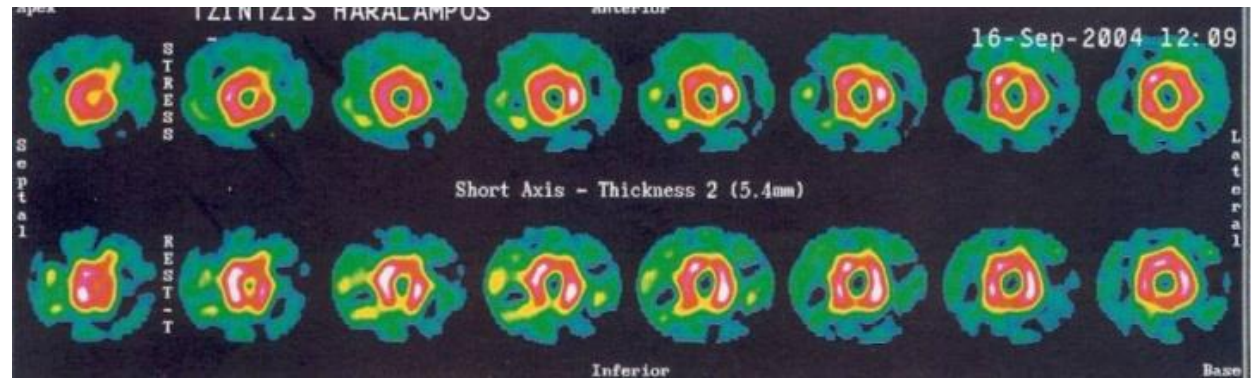 Apex
TZINTZIS HARALAMPOS
Anterior
16-Sep-2004 12:09
STRESS
Septal
Lateral
Short Axis - Thickness 2 (5.4mm)
REST-T
Inferior
Base